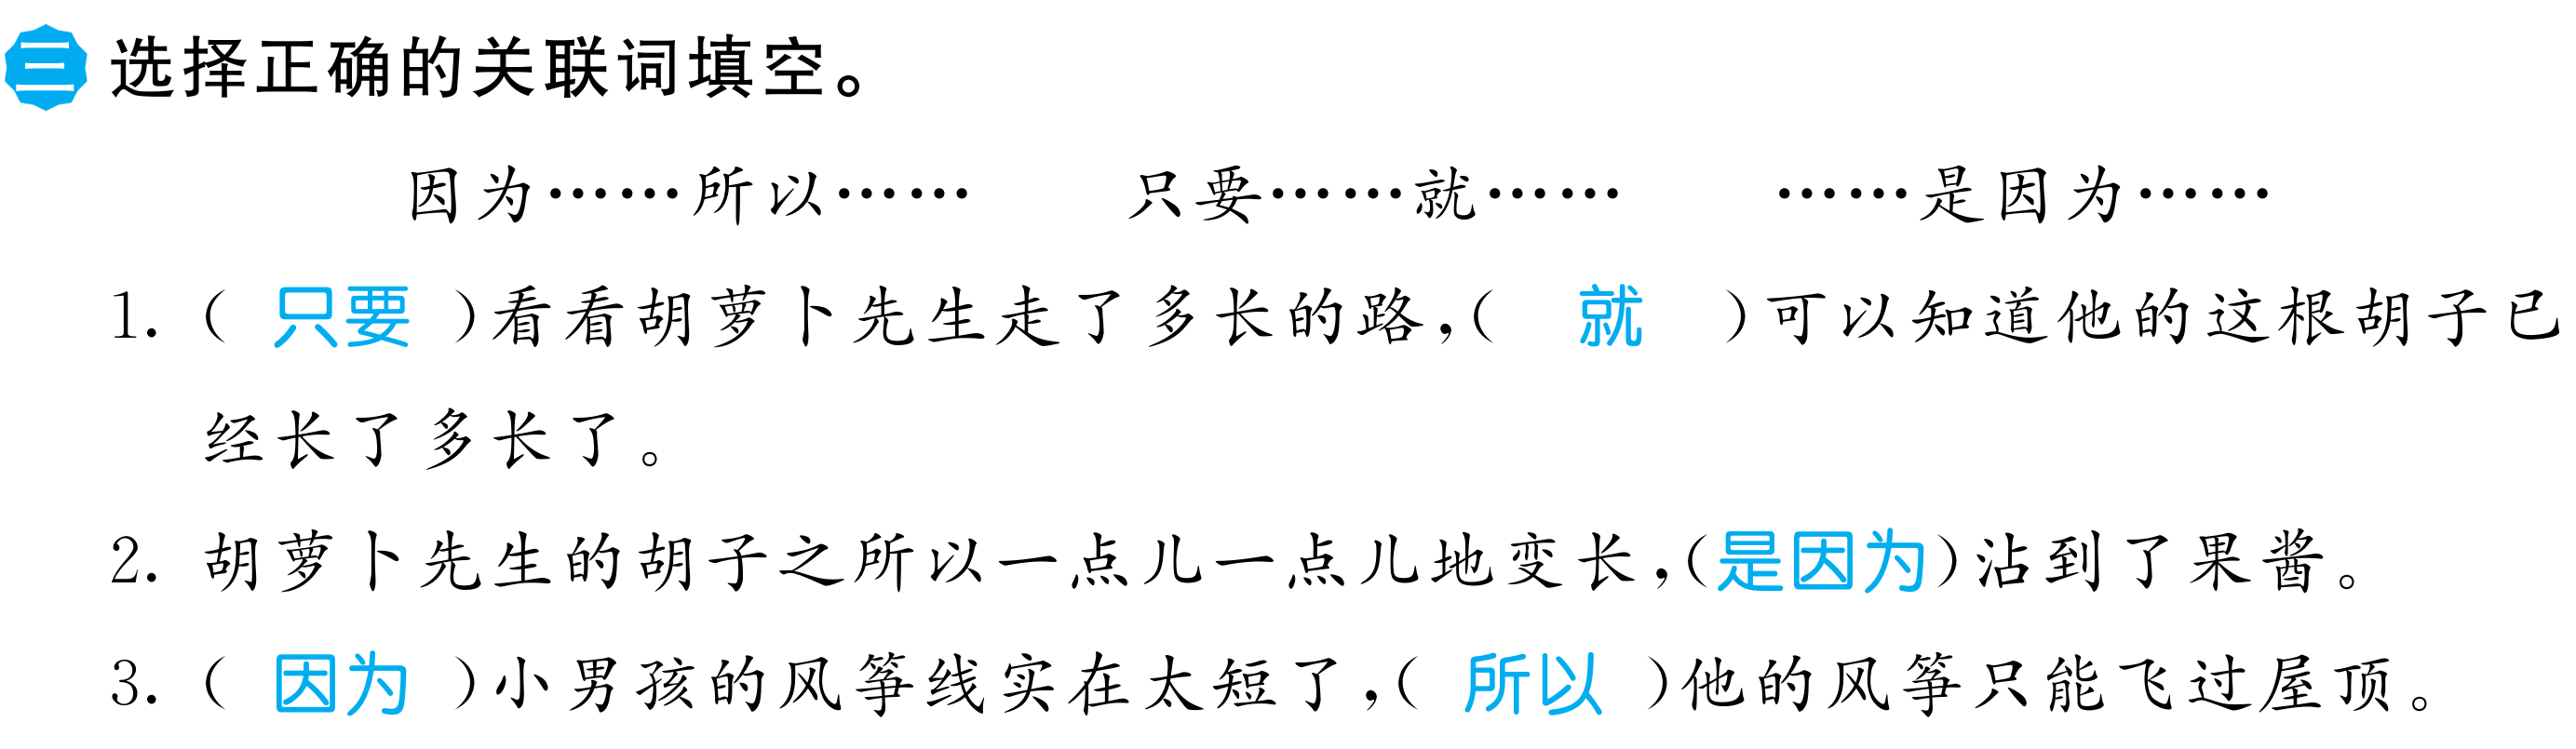 三 选择正确的关联词填空。
因为……所以…… 只要……就…… ……是因为……
1. ( 只要 )看看胡萝卜先生走了多长的路,( 就 )可以知道他的这根胡子已
经长了多长了。
2. 胡萝卜先生的胡子之所以一点儿一点儿地变长,(是因为)沾到了果酱。
3. ( 因为 )小男孩的风筝线实在太短了,( 所以 )他的风筝只能飞过屋顶。